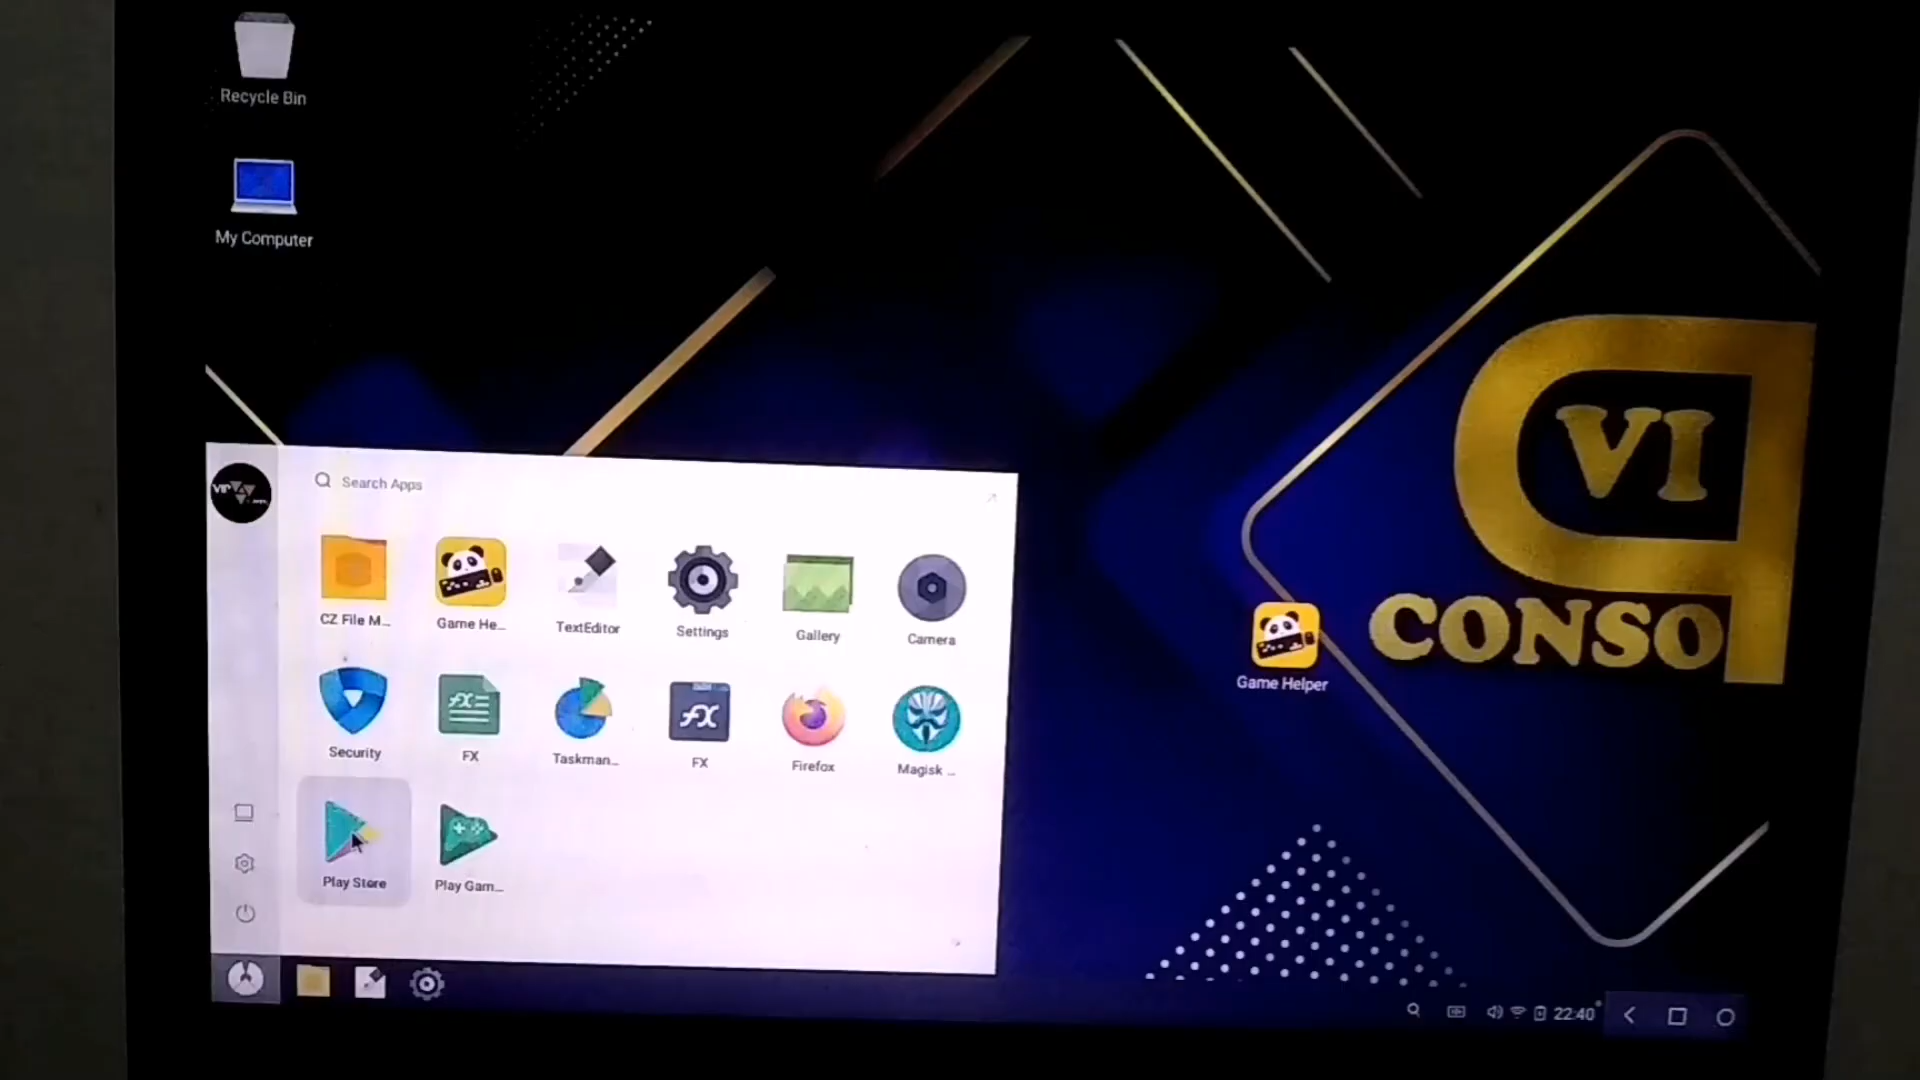 Recycle Bin
My Computer
VI
CONSO
Search Apps
CZ File M...
Game He...
TextEditor
Settings
Gallery
Camera
Game Helper
Security
FX
Taskman...
FX
Firefox
Magisk ...
Play Store
Play Gam...
22:40